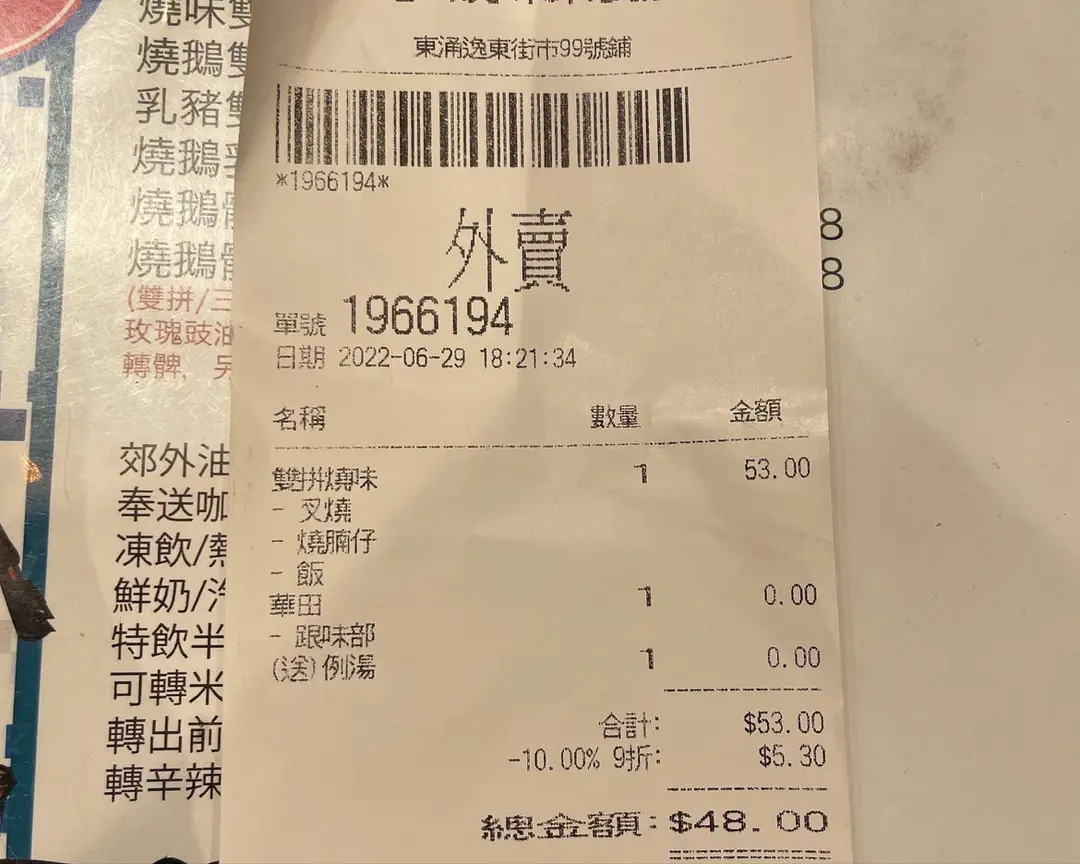 燒味雙
燒鵝雙
乳豬雙
燒鵝
燒鵝
燒鵝
(雙拼/三
玫瑰豉油
轉髀,
郊外油
奉送咖
凍飲/熱
鮮奶/汽
特飲半
可轉米
轉出前
轉辛辣
東涌逸東街市99號鋪
*1966194*
外賣
單號 1966194
日期 2022-06-29 18:21:34
名稱 數量 金額
雙拼燒味 1 53.00
- 叉燒
- 燒腩仔
- 飯
華田 1 0.00
- 跟味部
(送)例湯 1 0.00
合計: $53.00
-10.00% 9折: $5.30
總金額: $48.00
8
8